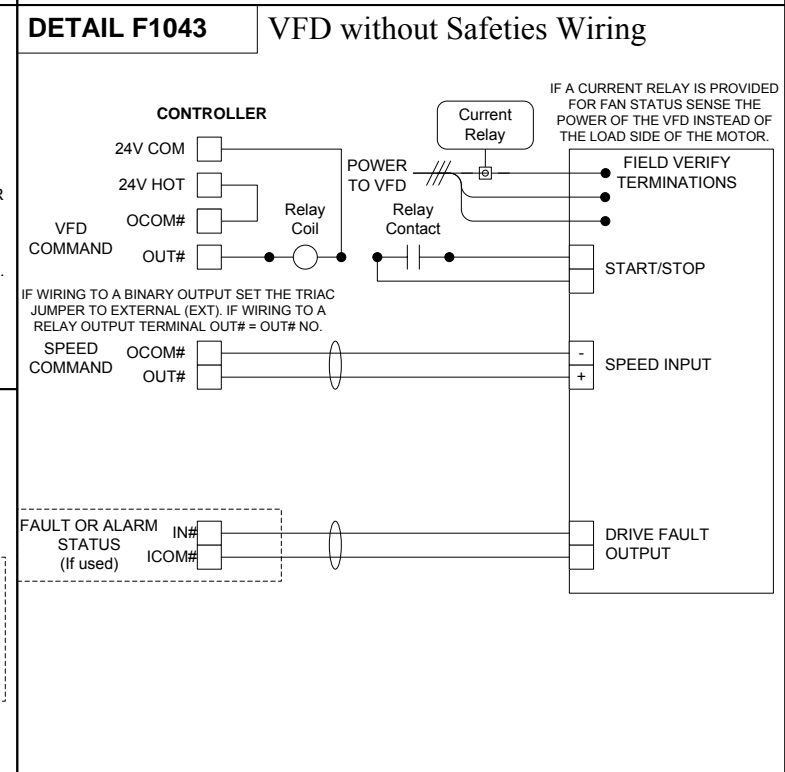 DETAIL F1043
VFD without Safeties Wiring
IF A CURRENT RELAY IS PROVIDED
FOR FAN STATUS SENSE THE
POWER OF THE VFD INSTEAD OF
THE LOAD SIDE OF THE MOTOR.
CONTROLLER
Current
Relay
24V COM
POWER
TO VFD
FIELD VERIFY
TERMINATIONS
24V HOT
R
VFD
COMMAND
OCOM#
Relay
Coil
Relay
Contact
OUT#
START/STOP
.
IF WIRING TO A BINARY OUTPUT SET THE TRIAC
JUMPER TO EXTERNAL (EXT). IF WIRING TO A
RELAY OUTPUT TERMINAL OUT# = OUT# NO.
SPEED
COMMAND
OCOM#
OUT#
-
+
SPEED INPUT
FAULT OR ALARM
STATUS
(If used)
IN#
ICOM#
DRIVE FAULT
OUTPUT